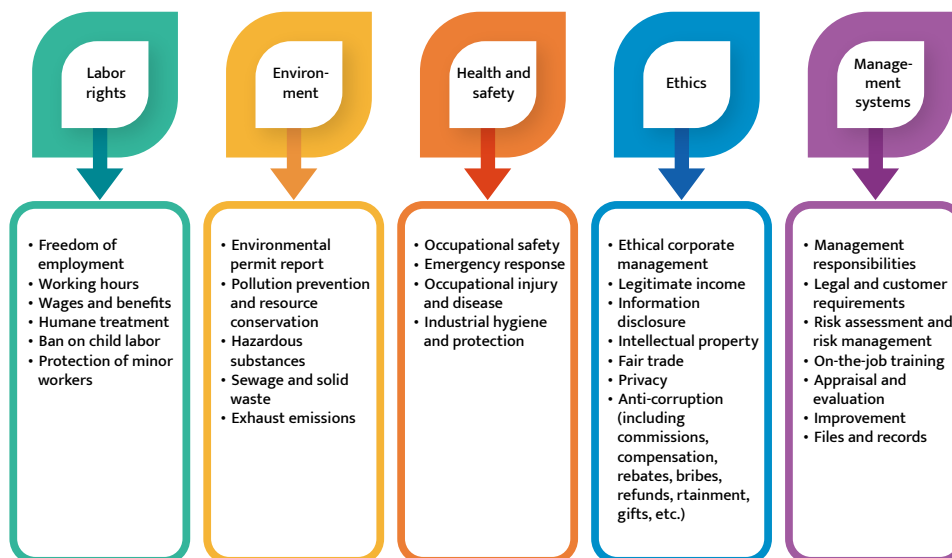 Labor
rights
Environ-
ment
Health and
safety
Ethics
Manage-
ment
systems
• Freedom of
employment
• Working hours
• Wages and benefits
• Humane treatment
• Ban on child labor
• Protection of minor
workers
• Environmental
permit report
• Pollution prevention
and resource
conservation
• Hazardous
substances
• Sewage and solid
waste
• Exhaust emissions
• Occupational safety
• Emergency response
• Occupational injury
and disease
• Industrial hygiene
and protection
• Ethical corporate
management
• Legitimate income
• Information
disclosure
• Intellectual property
• Fair trade
• Privacy
• Anti-corruption
(including
commissions,
compensation,
rebates, bribes,
refunds, rtainment,
gifts, etc.)
• Management
responsibilities
• Legal and customer
requirements
• Risk assessment and
risk management
• On-the-job training
• Appraisal and
evaluation
• Improvement
• Files and records